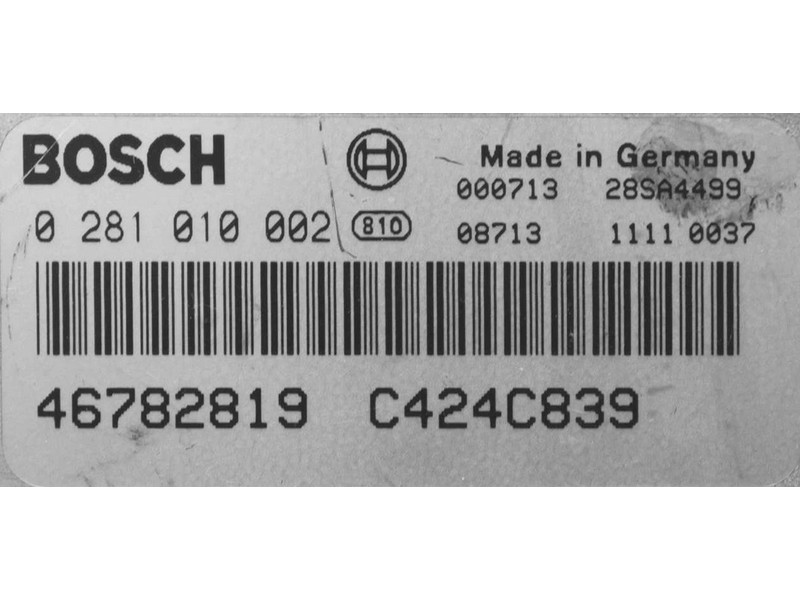 BOSCH Made in Germany
000713 28SA4499
0 281 010 002 810 08713 1111 0037
46782819 C424C839